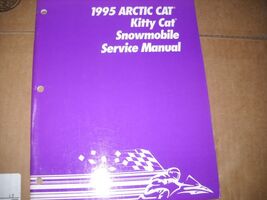 1995 ARCTIC CAT®
Kitty Cat®
Snowmobile
Service Manual